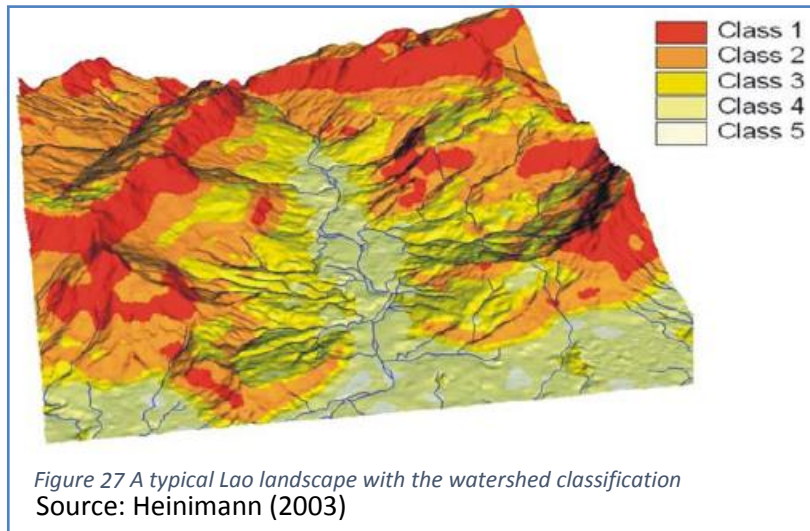 Class 1
Class 2
Class 3
Class 4
Class 5
Figure 27 A typical Lao landscape with the watershed classification
Source: Heinimann (2003)